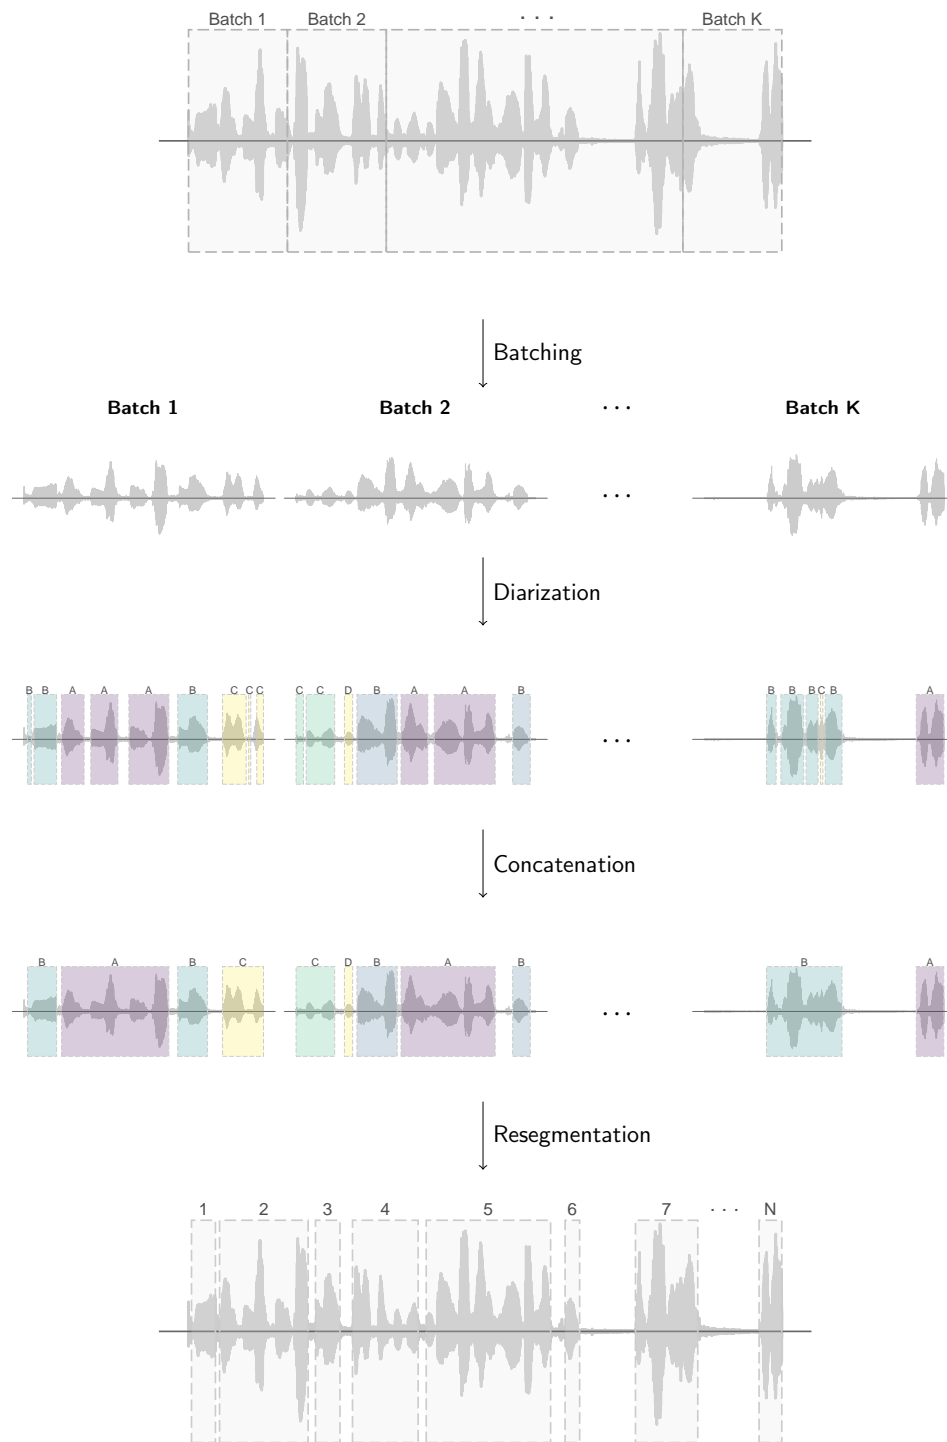 Batch 1 Batch 2 . . . Batch K
Batching
Batch 1 Batch 2 ... Batch K
...
Diarization
B B A A A B C C C C C D B A A B B B B C B A
...
Concatenation
B A B C C D B A B B A
...
Resegmentation
1 2 3 4 5 6 7 . . . N